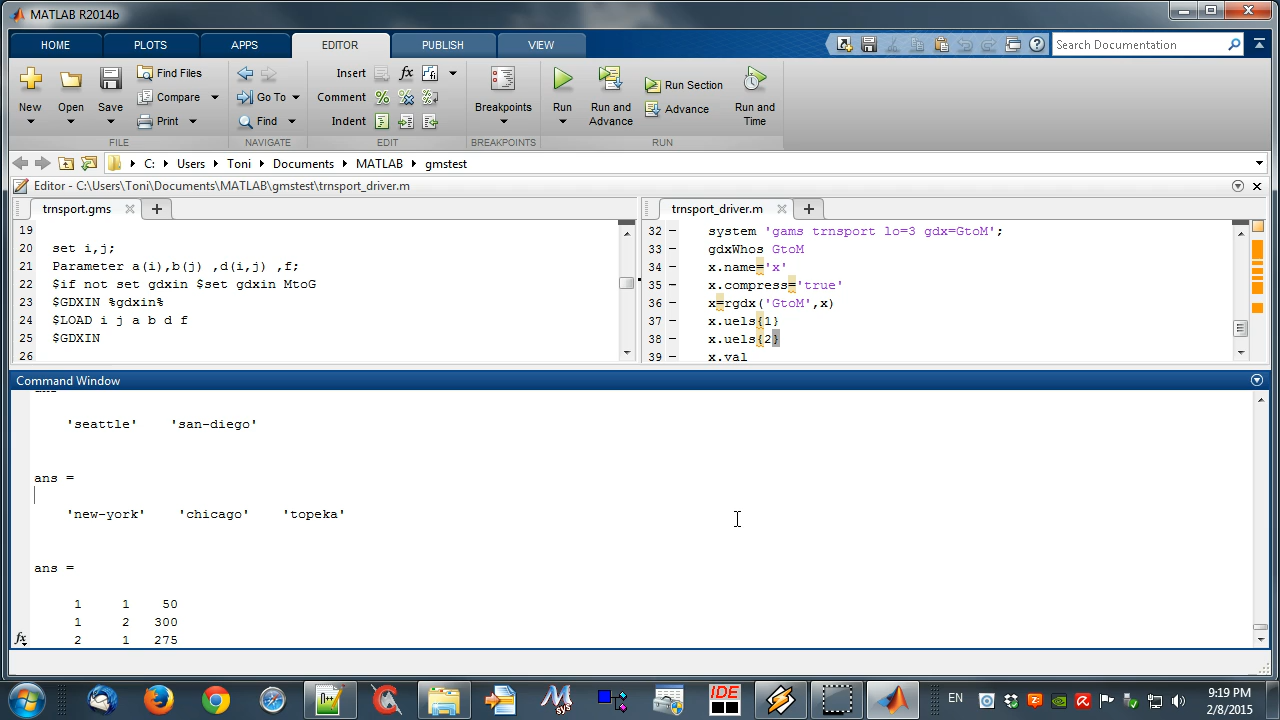 MATLAB R2014b
HOME PLOTS APPS EDITOR PUBLISH VIEW
Search Documentation
New Open Save Find Files Compare Print
Go To Find
Insert fx
Comment
Indent
Breakpoints
Run Run and Advance Run Section Advance Run and Time
FILE NAVIGATE EDIT BREAKPOINTS RUN
C: Users Toni Documents MATLAB gmstest
Editor - C:\Users\Toni\Documents\MATLAB\gmstest\trnsport_driver.m
trnsport.gms
19
20 set i,j;
21 Parameter a(i),b(j) ,d(i,j) ,f;
22 $if not set gdxin $set gdxin MtoG
23 $GDXIN %gdxin%
24 $LOAD i j a b d f
25 $GDXIN
26
trnsport_driver.m
32 – system 'gams trnsport lo=3 gdx=GtoM';
33 – gdxWhos GtoM
34 – x.name='x'
35 – x.compress='true'
36 – x=rgdx('GtoM',x)
37 – x.uels{1}
38 – x.uels{2}
39 – x.val
Command Window
'seattle' 'san-diego'
ans =
'new-york' 'chicago' 'topeka'
ans =
1 1 50
1 2 300
2 1 275
fx
IDE
EN
9:19 PM
2/8/2015